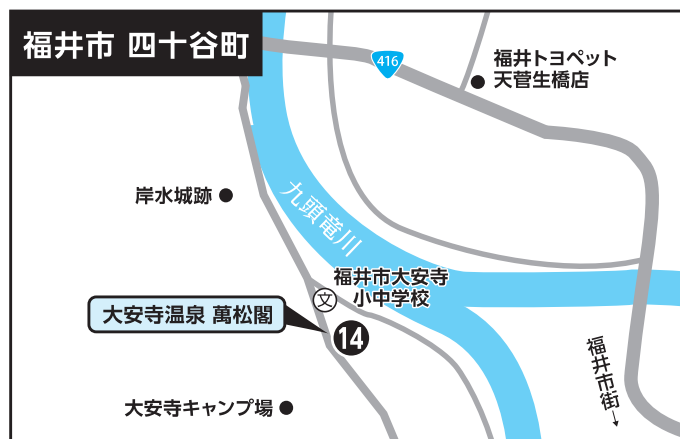 福井市 四十谷町
416
福井トヨペット
天菅生橋店
岸水城跡
九頭竜川
福井市大安寺
小中学校
文
大安寺温泉 萬松閣
14
福井市街→
大安寺キャンプ場